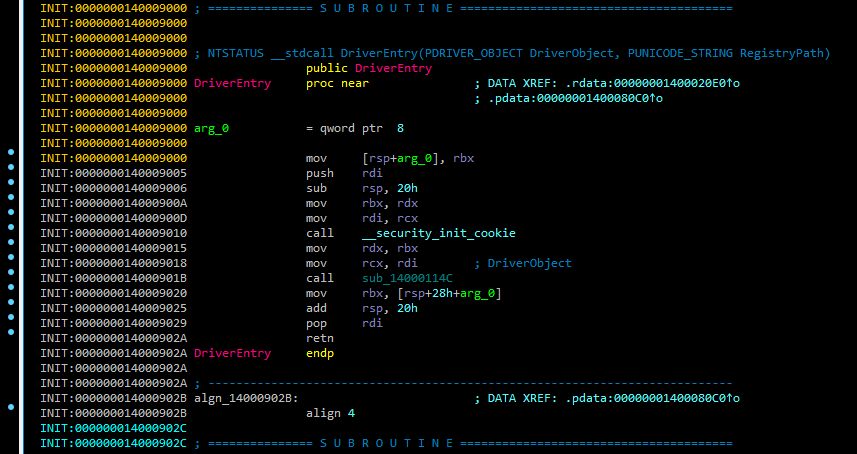 INIT:0000000140009000 ; =============== S U B R O U T I N E =======================================
INIT:0000000140009000
INIT:0000000140009000
INIT:0000000140009000 ; NTSTATUS __stdcall DriverEntry(PDRIVER_OBJECT DriverObject, PUNICODE_STRING RegistryPath)
INIT:0000000140009000 public DriverEntry
INIT:0000000140009000 DriverEntry proc near ; DATA XREF: .rdata:00000001400020E0↑o
INIT:0000000140009000 ; .pdata:00000001400080C0↑o
INIT:0000000140009000
INIT:0000000140009000 arg_0 = qword ptr 8
INIT:0000000140009000
INIT:0000000140009000 mov [rsp+arg_0], rbx
INIT:0000000140009005 push rdi
INIT:0000000140009006 sub rsp, 20h
INIT:000000014000900A mov rbx, rdx
INIT:000000014000900D mov rdi, rcx
INIT:0000000140009010 call __security_init_cookie
INIT:0000000140009015 mov rdx, rbx
INIT:0000000140009018 mov rcx, rdi ; DriverObject
INIT:000000014000901B call sub_14000114C
INIT:0000000140009020 mov rbx, [rsp+28h+arg_0]
INIT:0000000140009025 add rsp, 20h
INIT:0000000140009029 pop rdi
INIT:000000014000902A retn
INIT:000000014000902A DriverEntry endp
INIT:000000014000902A
INIT:000000014000902A ; ---------------------------------------------------------------------------
INIT:000000014000902B algn_14000902B: ; DATA XREF: .pdata:00000001400080C0↑o
INIT:000000014000902B align 4
INIT:000000014000902C
INIT:000000014000902C ; =============== S U B R O U T I N E =======================================